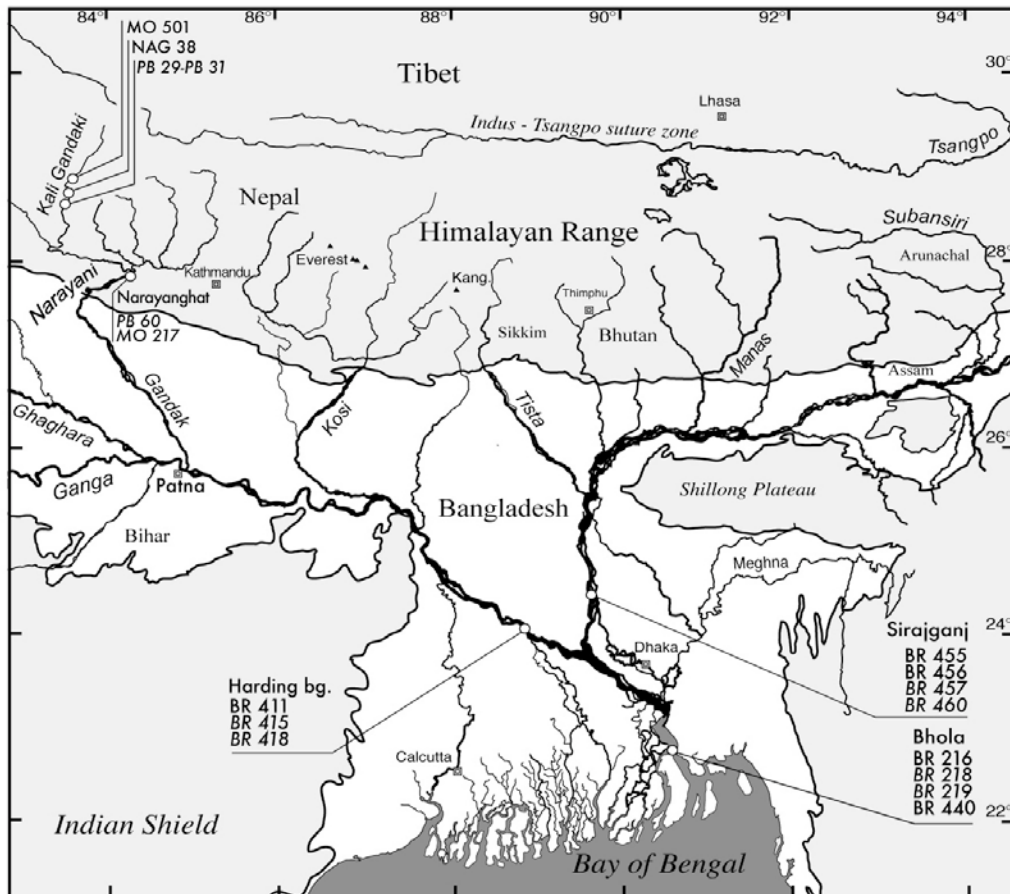 84°
86°
88°
90°
92°
94°
MO 501
NAG 38
PB 29-PB 31
Tibet
30°
Lhasa
Indus - Tsangpo suture zone
Tsangpo
Kali Gandaki
Nepal
Subansiri
Himalayan Range
Arunachal
28°
Everest
Kathmandu
Kang.
Narayani
Narayanghat
PB 60
MO 217
Thimphu
Sikkim
Bhutan
Manas
Assam
Gandak
Kosi
Tista
Ghaghara
26°
Ganga
Patna
Shillong Plateau
Bangladesh
Bihar
Meghna
24°
Dhaka
Sirajganj
BR 455
BR 456
BR 457
BR 460
Harding bg.
BR 411
BR 415
BR 418
Bhola
BR 216
BR 218
BR 219
BR 440
Calcutta
22°
Indian Shield
Bay of Bengal